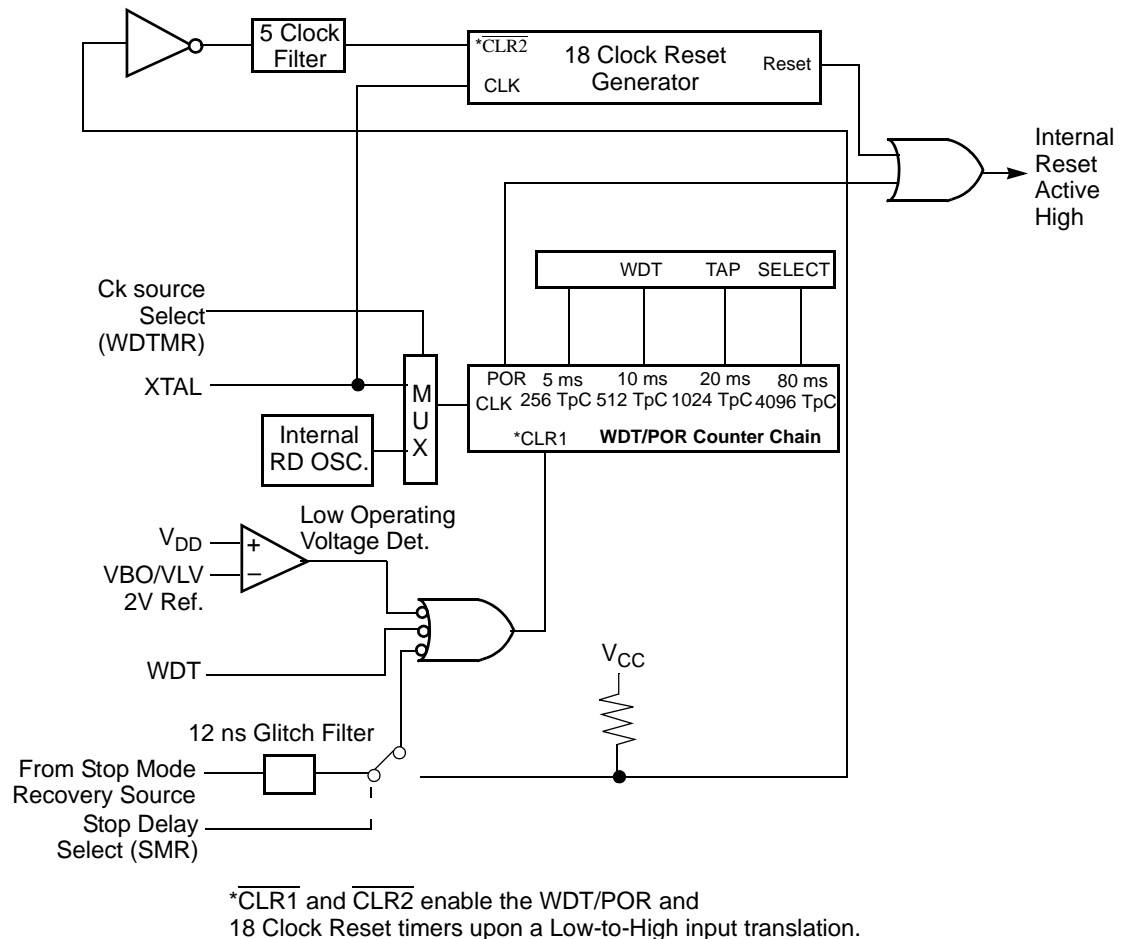 5 Clock
Filter
*CLR2
18 Clock Reset
Generator
Reset
CLK
Internal
Reset
Active
High
WDT TAP SELECT
Ck source
Select
(WDTMR)
XTAL
M
U
X
POR 5 ms 10 ms 20 ms 80 ms
CLK 256 TpC 512 TpC 1024 TpC 4096 TpC
*CLR1 WDT/POR Counter Chain
Internal
RD OSC.
Low Operating
Voltage Det.
VDD
+
VBO/VLV
–
2V Ref.
WDT
VCC
12 ns Glitch Filter
From Stop Mode
Recovery Source
Stop Delay
Select (SMR)
*CLR1 and CLR2 enable the WDT/POR and
18 Clock Reset timers upon a Low-to-High input translation.